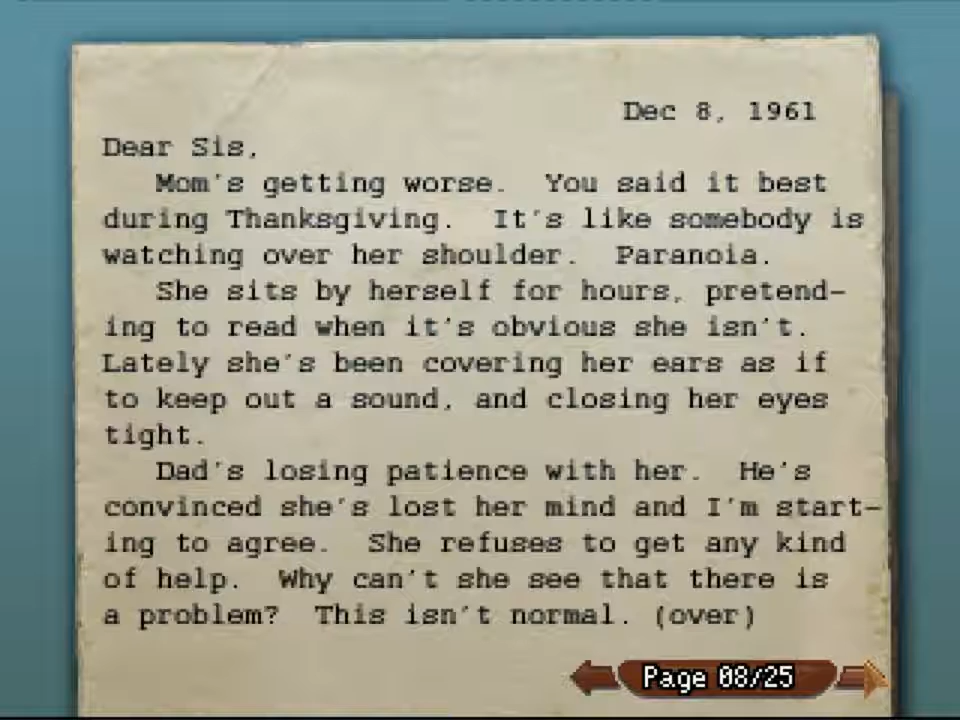 Dec 8, 1961
Dear Sis,
Mom's getting worse. You said it best
during Thanksgiving. It's like somebody is
watching over her shoulder. Paranoia.
She sits by herself for hours, pretend-
ing to read when it's obvious she isn't.
Lately she's been covering her ears as if
to keep out a sound, and closing her eyes
tight.
Dad's losing patience with her. He's
convinced she's lost her mind and I'm start-
ing to agree. She refuses to get any kind
of help. Why can't she see that there is
a problem? This isn't normal. (over)
Page 08/25